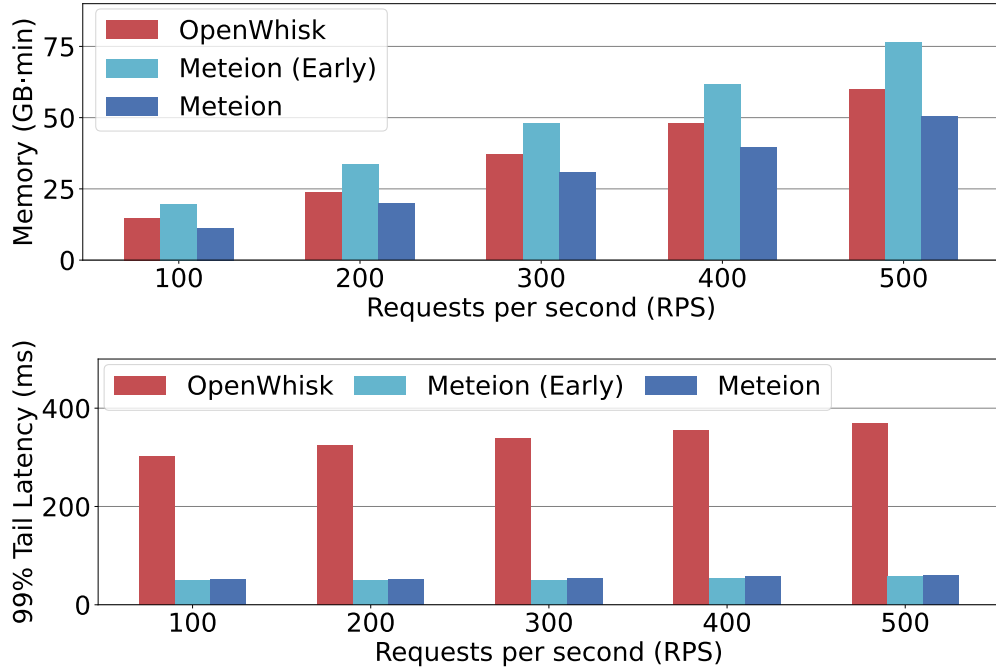 Memory (GB·min)
75
50
25
0
OpenWhisk
Meteion (Early)
Meteion
100 200 300 400 500
Requests per second (RPS)
99% Tail Latency (ms)
400
200
0
OpenWhisk Meteion (Early) Meteion
100 200 300 400 500
Requests per second (RPS)